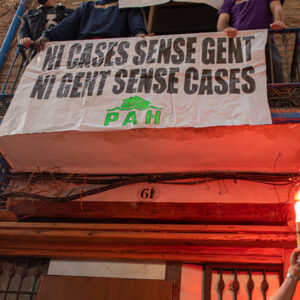 NI CASES SENSE GENT
NI GENT SENSE CASES
PAH
61